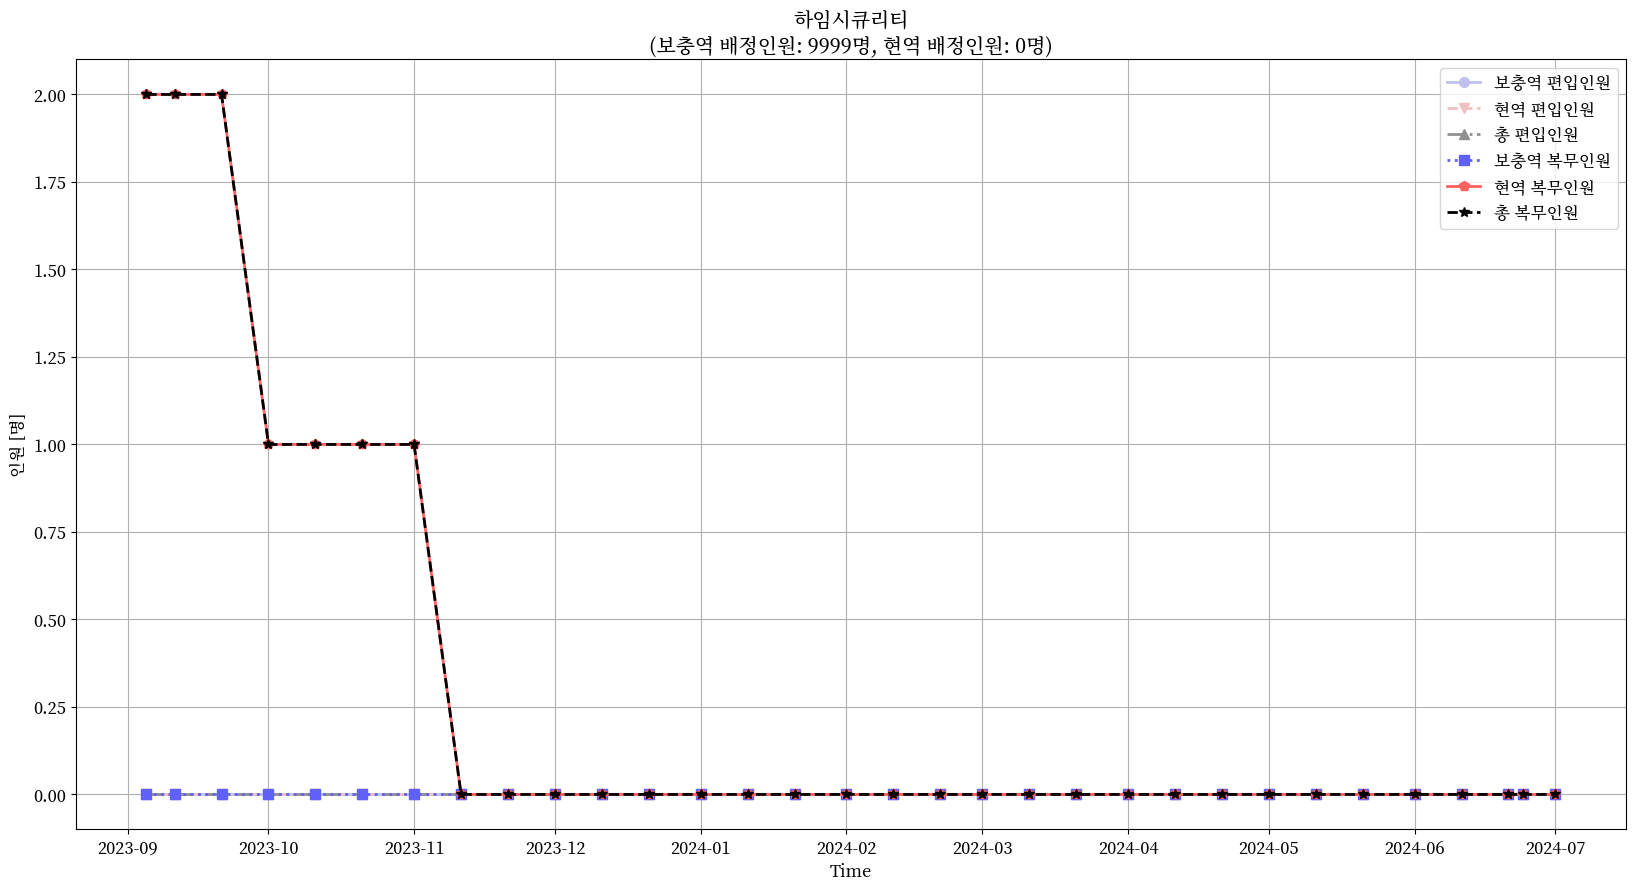 하임시큐리티
(보충역 배정인원: 9999명, 현역 배정인원: 0명)
보충역 편입인원
현역 편입인원
총 편입인원
보충역 복무인원
현역 복무인원
총 복무인원
2.00
1.75
1.50
1.25
1.00
0.75
0.50
0.25
0.00
인원 [명]
2023-09 2023-10 2023-11 2023-12 2024-01 2024-02 2024-03 2024-04 2024-05 2024-06 2024-07
Time